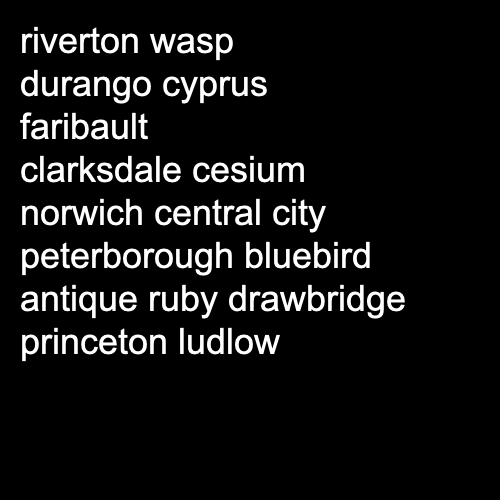 riverton wasp
durango cyprus
faribault
clarksdale cesium
norwich central city
peterborough bluebird
antique ruby drawbridge
princeton ludlow